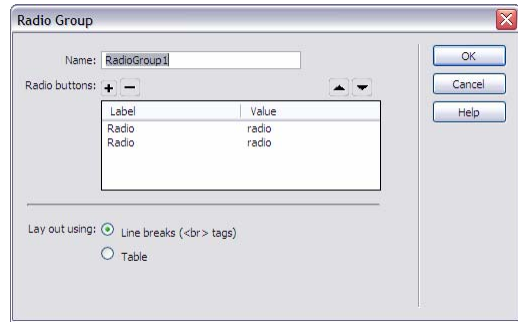 Radio Group
Name: RadioGroup1
OK
Radio buttons:
Cancel
Help
Label Value
Radio radio
Radio radio
Lay out using: Line breaks (<br> tags)
Table